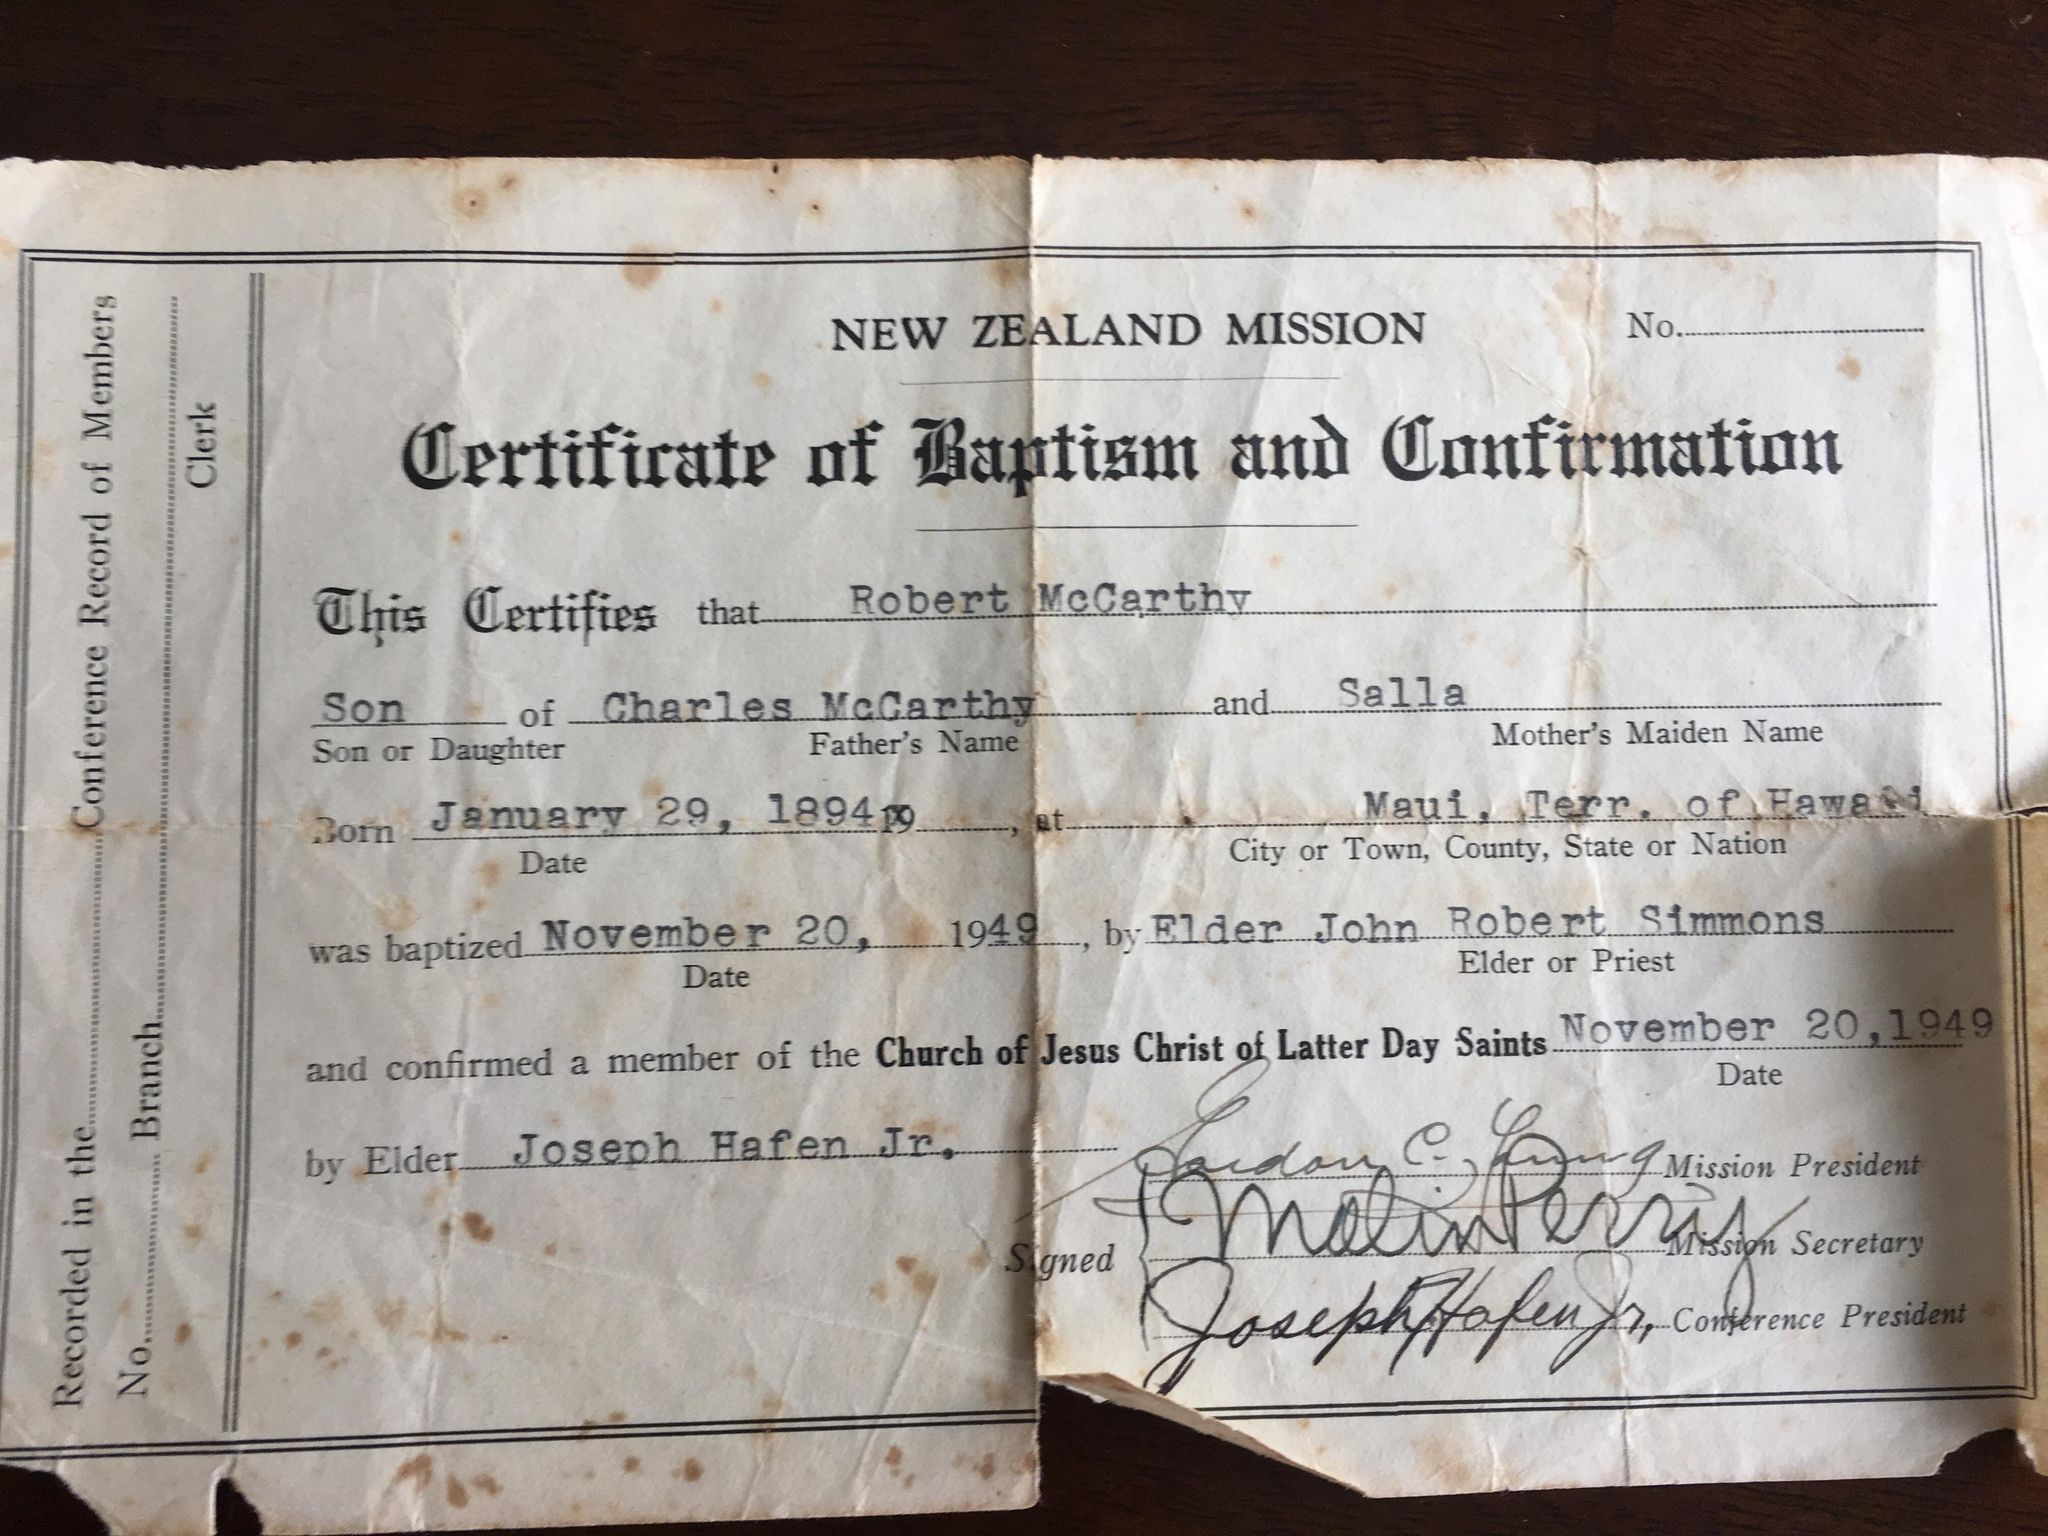 NEW ZEALAND MISSION No.
Certificate of Baptism and Confirmation
This Certifies that Robert McCarthy
Son of Charles McCarthy and Salla
Son or Daughter Father's Name Mother's Maiden Name
Born January 29, 1894 19 , at Maui, Terr. of Hawaii
Date City or Town, County, State or Nation
was baptized November 20, 1949 , by Elder John Robert Simmons
Date Elder or Priest
and confirmed a member of the Church of Jesus Christ of Latter Day Saints November 20, 1949
Date
by Elder Joseph Hafen Jr.
Gordon C. Young Mission President
Signed Mission Secretary
Joseph Hafen Jr, Conference President
Recorded in the Conference Record of Members
No. Branch
Clerk